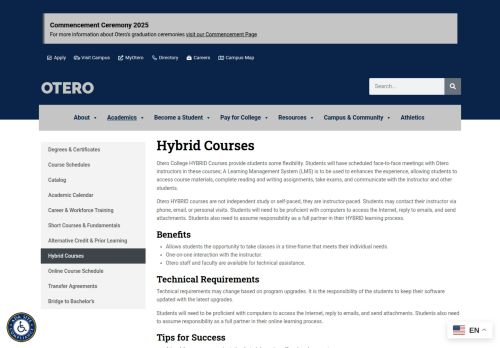 Commencement Ceremony 2025
For more information about Otero's graduation ceremonies visit our Commencement Page
Apply Visit Campus MyOtero Directory Careers Campus Map
OTERO
Search...
About Academics Become a Student Pay for College Resources Campus & Community Athletics
Degrees & Certificates
Course Schedules
Catalog
Academic Calendar
Career & Workforce Training
Short Courses & Fundamentals
Alternative Credit & Prior Learning
Hybrid Courses
Online Course Schedule
Transfer Agreements
Bridge to Bachelor's
Hybrid Courses
Otero College HYBRID Courses provide students some flexibility. Students will have scheduled face-to-face meetings with Otero
instructors in these courses; A Learning Management System (LMS) is to be used to enhance the experience, allowing students to
access course materials, complete reading and writing assignments, take exams, and communicate with the instructor and other
students.
Otero HYBRID courses are not independent study or self-paced, they are instructor-paced. Students may contact their instructor via
phone, email, or personal visits. Students will need to be proficient with computers to access the Internet, reply to emails, and send
attachments. Students also need to assume responsibility as a full partner in their HYBRID learning process.
Benefits
Allows students the opportunity to take classes in a time-frame that meets their individual needs.
One-on-one interaction with the instructor.
Otero staff and faculty are available for technical assistance.
Technical Requirements
Technical requirements may change based on program upgrades. It is the responsibility of the students to keep their software
updated with the latest upgrades.
Students will need to be proficient with computers to access the Internet, reply to emails, and send attachments. Students also need to
assume responsibility as a full partner in their online learning process.
Tips for Success
EN